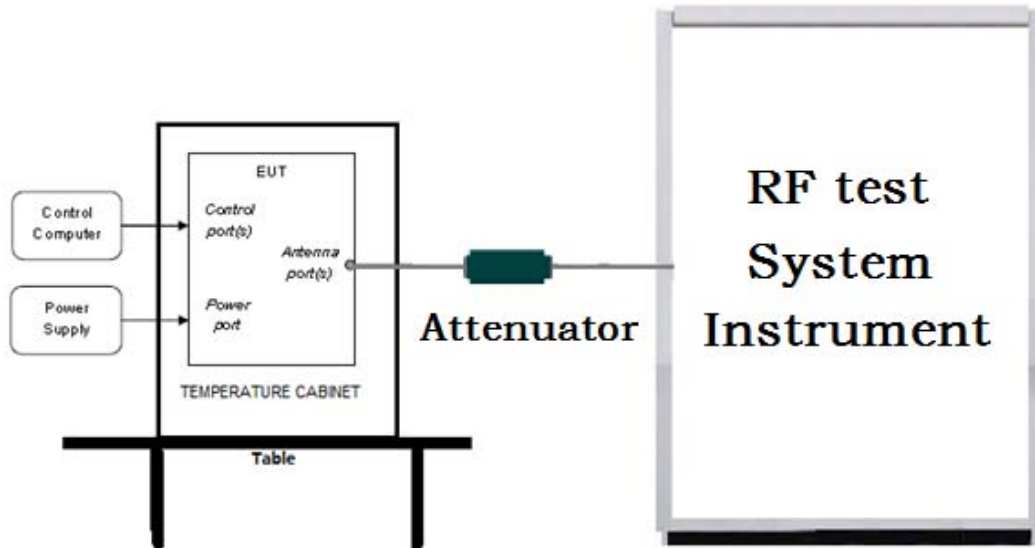 EUT
Control
Computer
Control
port(s)
Antenna
port(s)
Power
Supply
Power
port
TEMPERATURE CABINET
Table
Attenuator
RF test
System
Instrument